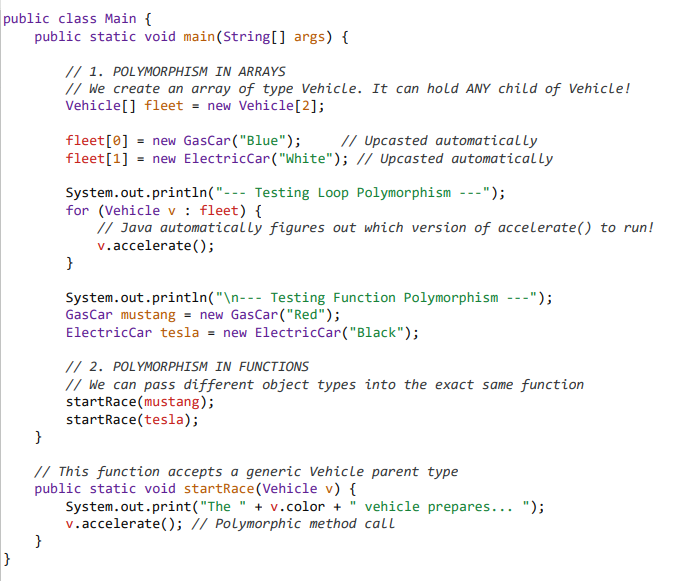 public class Main {
    public static void main(String[] args) {
        // 1. POLYMORPHISM IN ARRAYS
        // We create an array of type Vehicle. It can hold ANY child of Vehicle!
        Vehicle[] fleet = new Vehicle[2];
        fleet[0] = new GasCar("Blue");     // Upcasted automatically
        fleet[1] = new ElectricCar("White"); // Upcasted automatically
        System.out.println("--- Testing Loop Polymorphism ---");
        for (Vehicle v : fleet) {
            // Java automatically figures out which version of accelerate() to run!
            v.accelerate();
        }
        System.out.println("\n--- Testing Function Polymorphism ---");
        GasCar mustang = new GasCar("Red");
        ElectricCar tesla = new ElectricCar("Black");
        // 2. POLYMORPHISM IN FUNCTIONS
        // We can pass different object types into the exact same function
        startRace(mustang);
        startRace(tesla);
    }
    // This function accepts a generic Vehicle parent type
    public static void startRace(Vehicle v) {
        System.out.print("The " + v.color + " vehicle prepares... ");
        v.accelerate(); // Polymorphic method call
    }
}